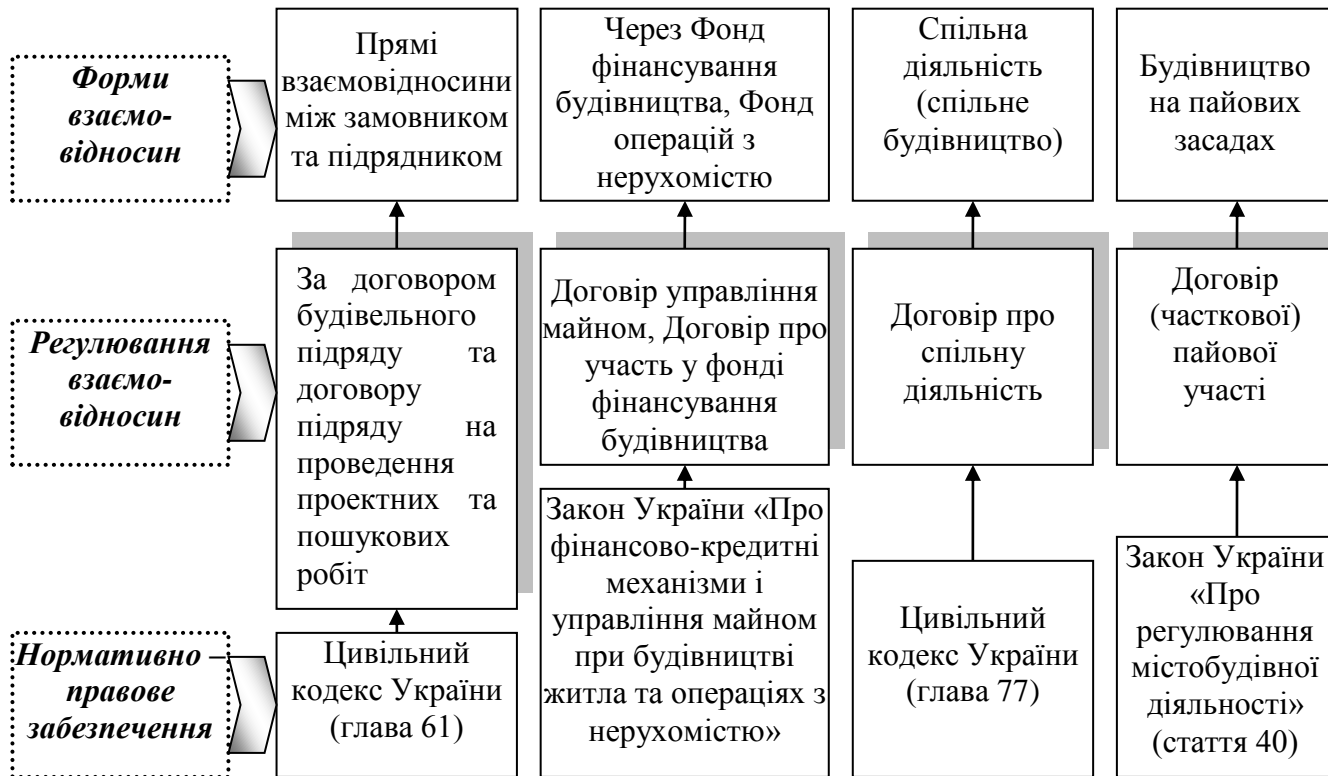 Форми
взаємо-
відносин
Прямі
взаємовідносини
між замовником
та підрядником
Через Фонд
фінансування
будівництва, Фонд
операцій з
нерухомістю
Спільна
діяльність
(спільне
будівництво)
Будівництво
на пайових
засадах
Регулювання
взаємо-
відносин
За договором
будівельного
підряду та
договору
підряду на
проведення
проектних та
пошукових
робіт
Договір управління
майном, Договір про
участь у фонді
фінансування
будівництва
Договір про
спільну
діяльність
Договір
(часткової)
пайової
участі
Нормативно –
правове
забезпечення
Цивільний
кодекс України
(глава 61)
Закон України «Про
фінансово-кредитні
механізми і
управління майном
при будівництві
житла та операціях з
нерухомістю»
Цивільний
кодекс України
(глава 77)
Закон України
«Про
регулювання
містобудівної
діяльності»
(стаття 40)